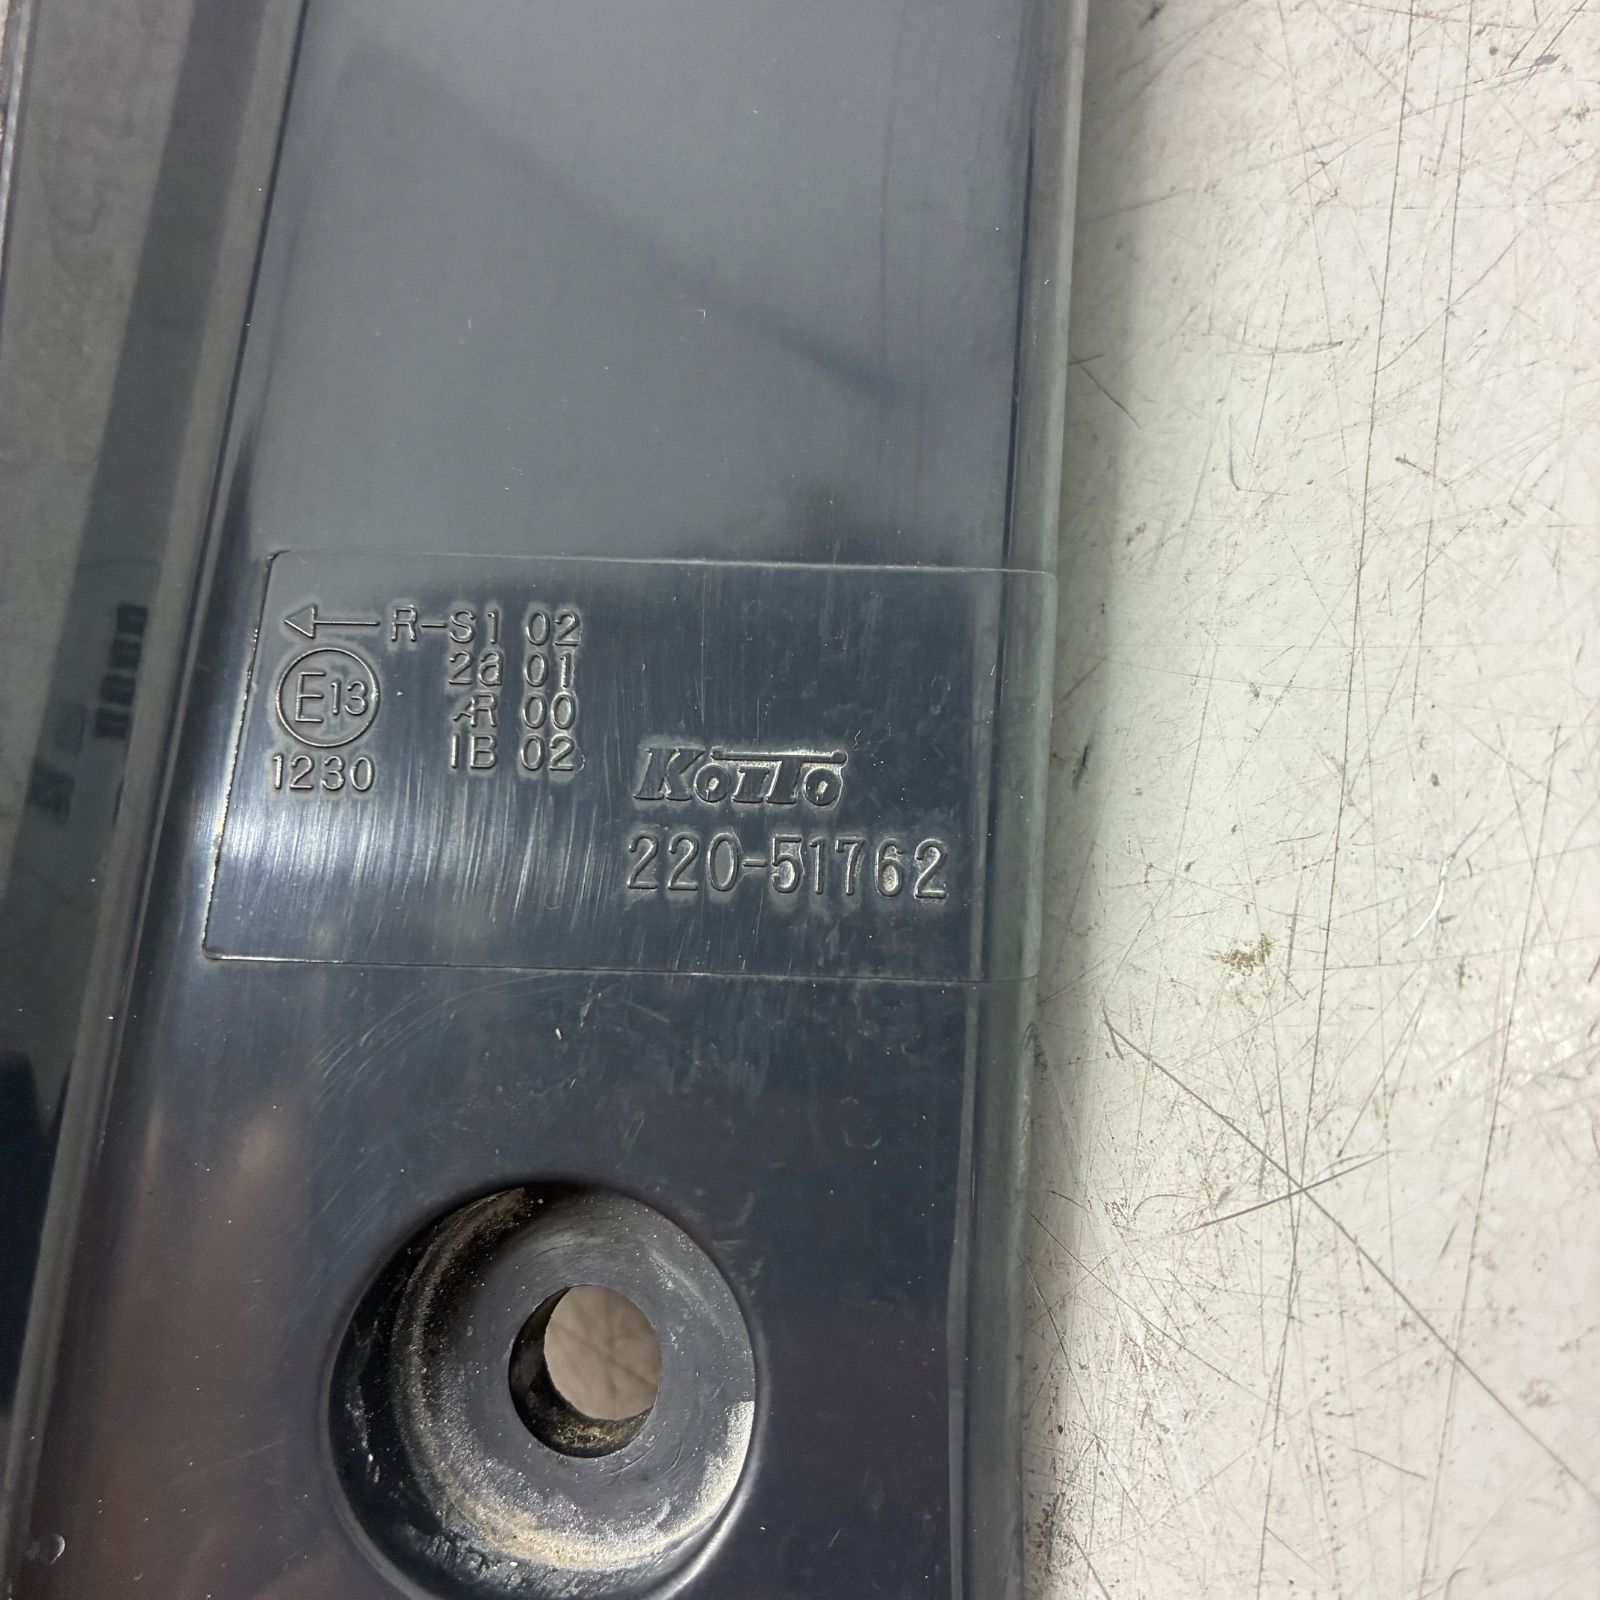 ← R-S1 02
2a 01
AR 00
IB 02
E13
1230
KOITO
220-51762